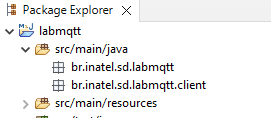 Package Explorer
labmqtt
src/main/java
br.inatel.sd.labmqtt
br.inatel.sd.labmqtt.client
src/main/resources